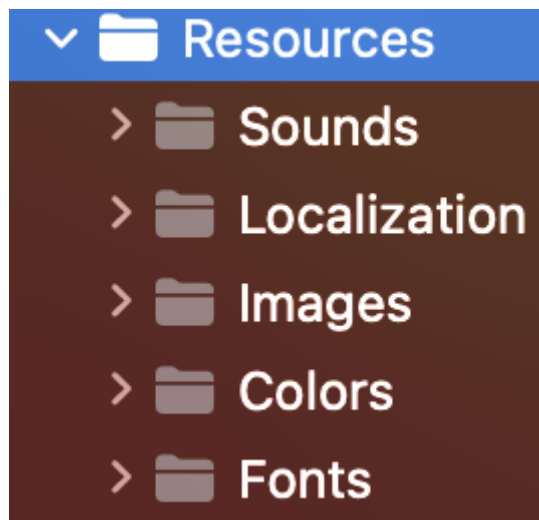 Resources
Sounds
Localization
Images
Colors
Fonts